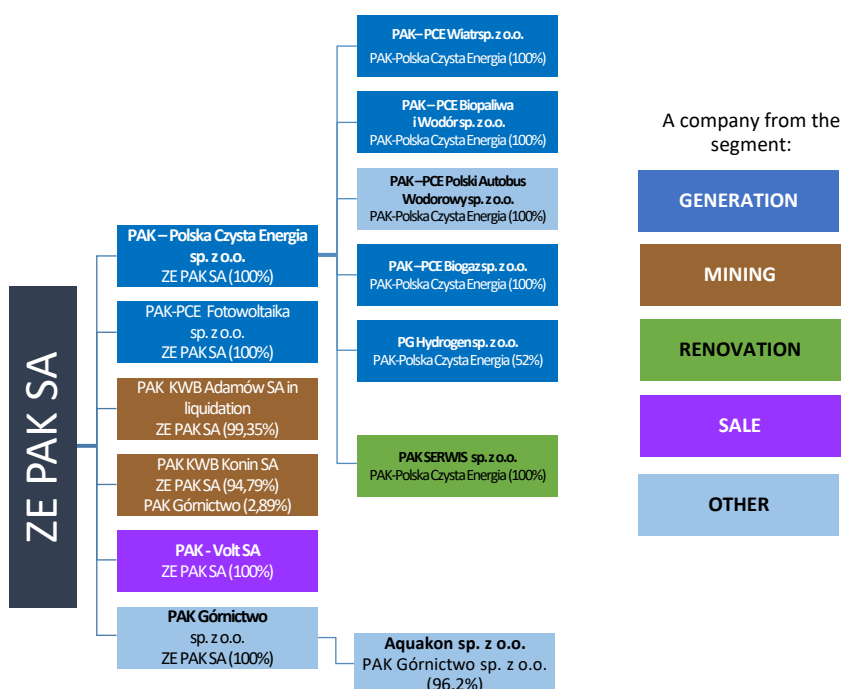 ZE PAK SA
PAK – Polska Czysta Energia
sp. z o.o.
ZE PAK SA (100%)
PAK-PCE Fotowoltaika
sp. z o.o.
ZE PAK SA (100%)
PAK KWB Adamów SA in
liquidation
ZE PAK SA (99,35%)
PAK KWB Konin SA
ZE PAK SA (94,79%)
PAK Górnictwo (2,89%)
PAK - Volt SA
ZE PAK SA (100%)
PAK Górnictwo
sp. z o.o.
ZE PAK SA (100%)
PAK– PCE Wiatr sp. z o.o.
PAK-Polska Czysta Energia (100%)
PAK – PCE Biopaliwa
i Wodór sp. z o.o.
PAK-Polska Czysta Energia (100%)
PAK –PCE Polski Autobus
Wodorowy sp. z o.o.
PAK-Polska Czysta Energia (100%)
PAK –PCE Biogaz sp. z o.o.
PAK-Polska Czysta Energia (100%)
PG Hydrogen sp. z o.o.
PAK-Polska Czysta Energia (52%)
PAK SERWIS sp. z o.o.
PAK-Polska Czysta Energia (100%)
Aquakon sp. z o.o.
PAK Górnictwo sp. z o.o.
(96,2%)
A company from the
segment:
GENERATION
MINING
RENOVATION
SALE
OTHER